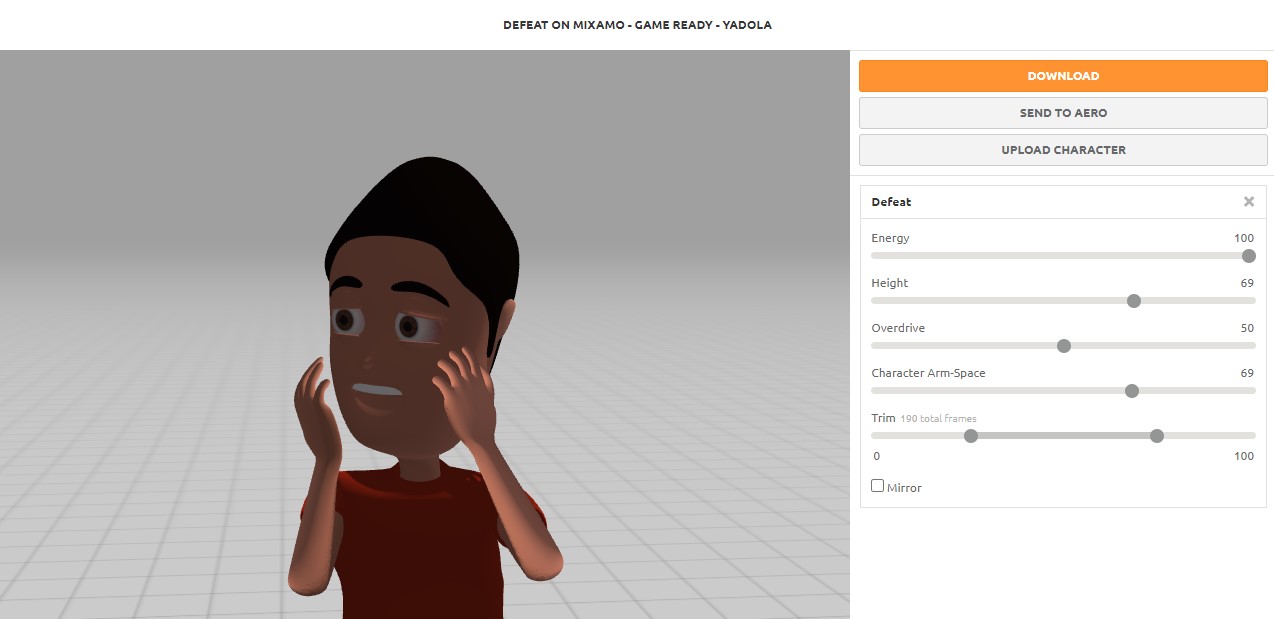 DEFEAT ON MIXAMO - GAME READY - YADOLA
DOWNLOAD
SEND TO AERO
UPLOAD CHARACTER
Defeat
Energy 100
Height 69
Overdrive 50
Character Arm-Space 69
Trim 190 total frames
0 100
Mirror